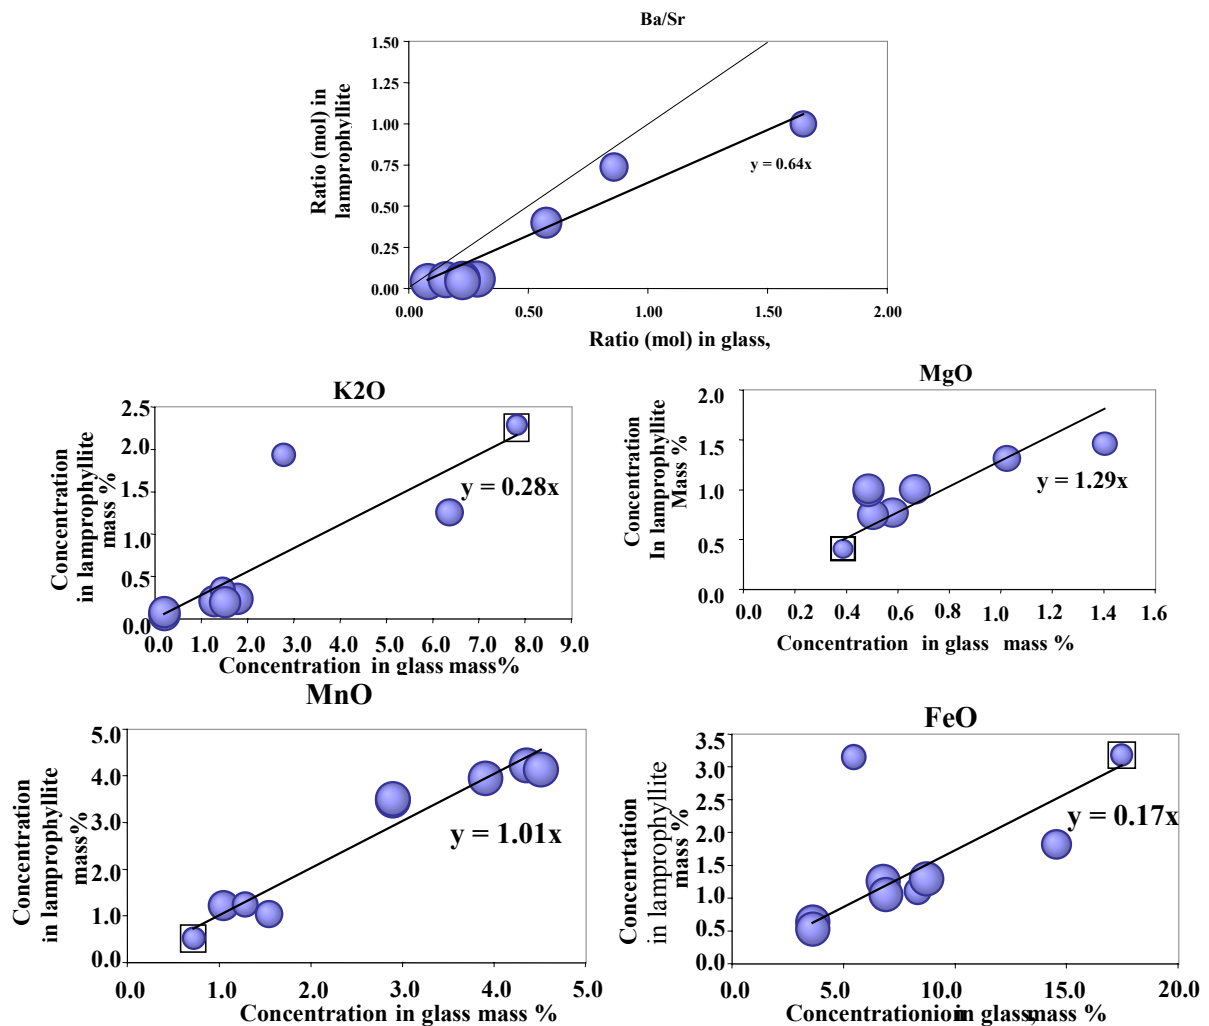 Ba/Sr
Ratio (mol) in
lamprophyllite
1.50
1.25
1.00
0.75
0.50
0.25
0.00
y = 0.64x
0.00 0.50 1.00 1.50 2.00
Ratio (mol) in glass,
K2O
Concentration
in lamprophyllite
mass %
2.5
2.0
1.5
1.0
0.5
0.0
y = 0.28x
0.0 1.0 2.0 3.0 4.0 5.0 6.0 7.0 8.0 9.0
Concentration in glass mass%
MgO
Concentration
In lamprophyllite
Mass %
2.0
1.5
1.0
0.5
0.0
y = 1.29x
0.0 0.2 0.4 0.6 0.8 1.0 1.2 1.4 1.6
Concentration in glass mass %
MnO
Concentration
in lamprophyllite
mass%
5.0
4.0
3.0
2.0
1.0
0.0
y = 1.01x
0.0 1.0 2.0 3.0 4.0 5.0
Concentration in glass mass %
FeO
Concertation
in lamprophyllite
mass %
3.5
3.0
2.5
2.0
1.5
1.0
0.5
0.0
y = 0.17x
0.0 5.0 10.0 15.0 20.0
Concentrationion in glass, mass %